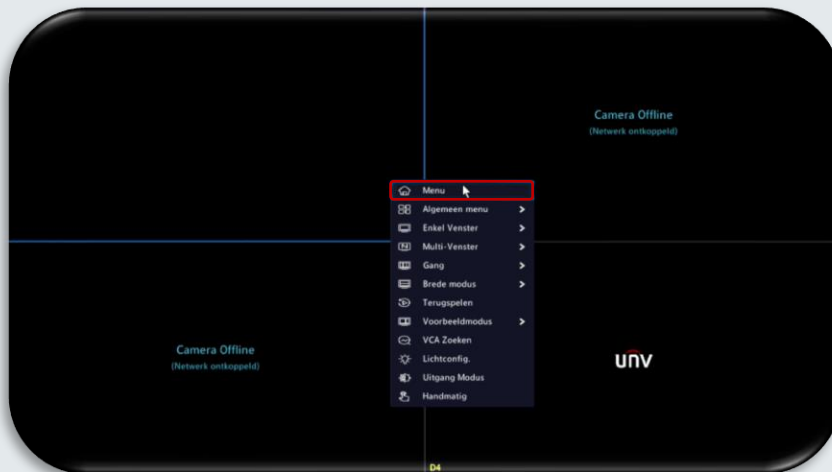 Camera Offline
(Netwerk ontkoppeld)
Menu
Algemeen menu
Enkel Venster
Multi-Venster
Gang
Brede modus
Terugspelen
Voorbeeldmodus
VCA Zoeken
Lichtconfig.
Uitgang Modus
Handmatig
Camera Offline
(Netwerk ontkoppeld)
unv
D4